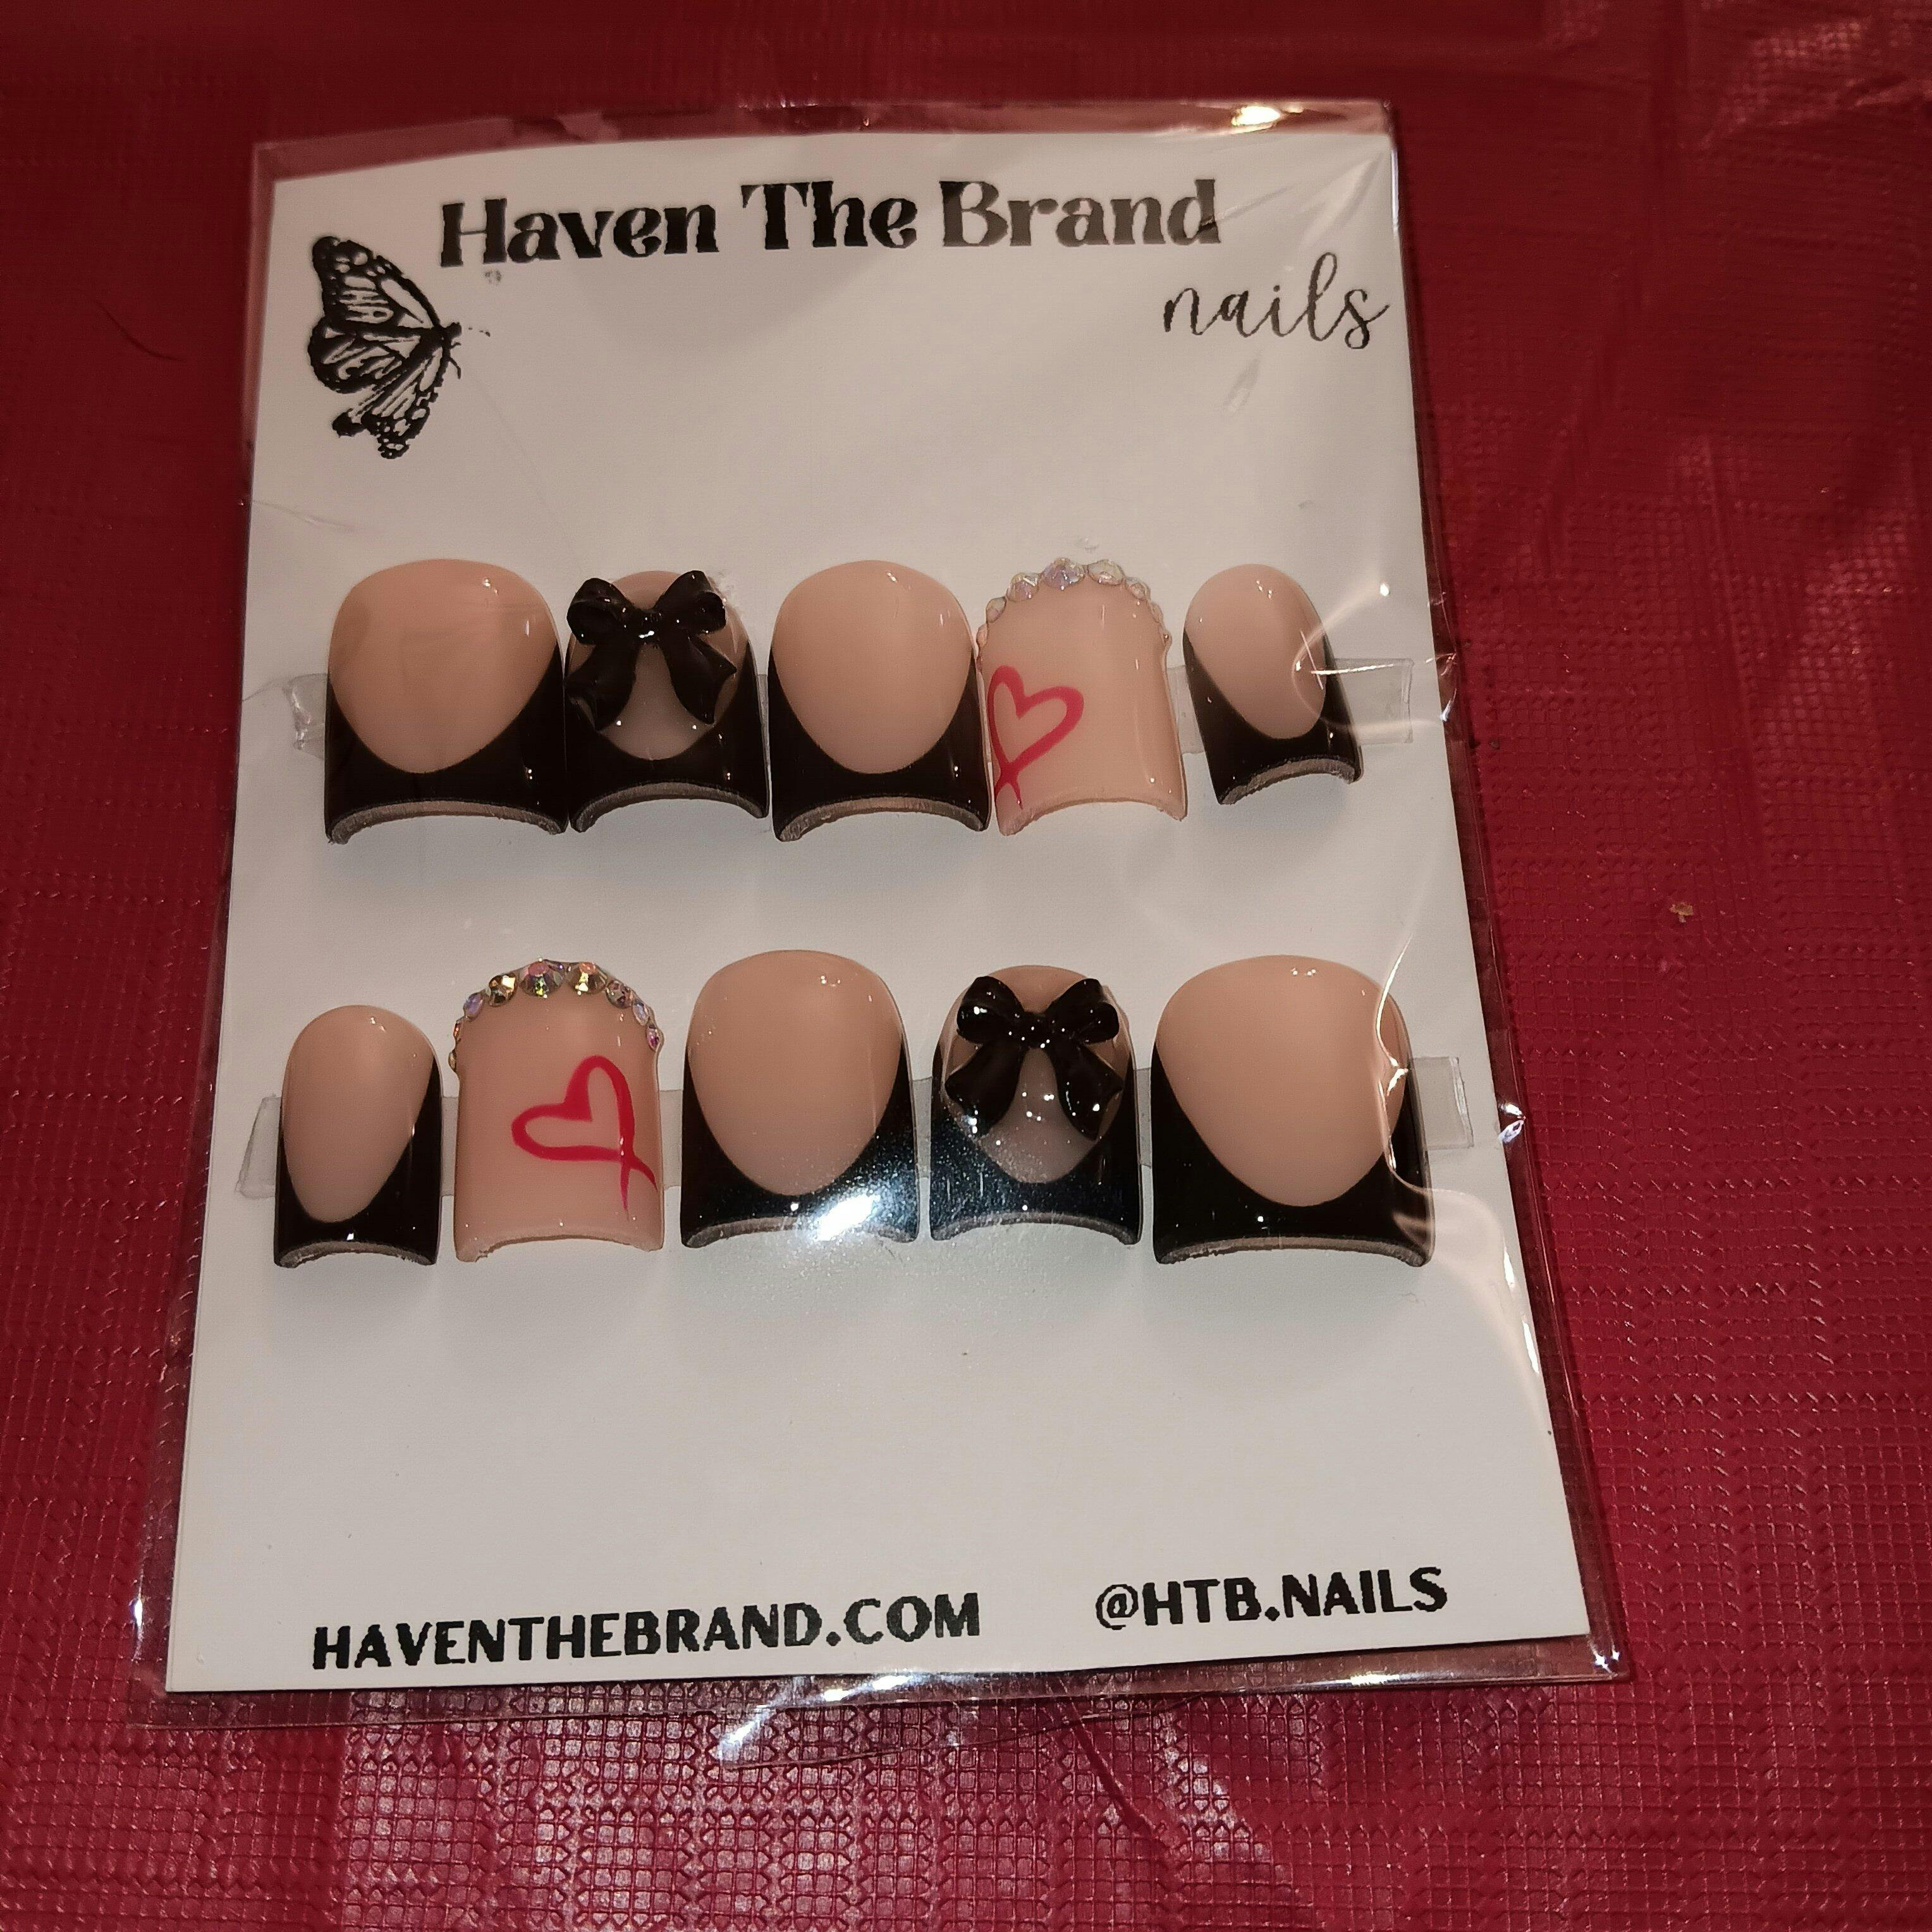 Haven The Brand
nails
HAVENTHEBRAND.COM
@HTB.NAILS